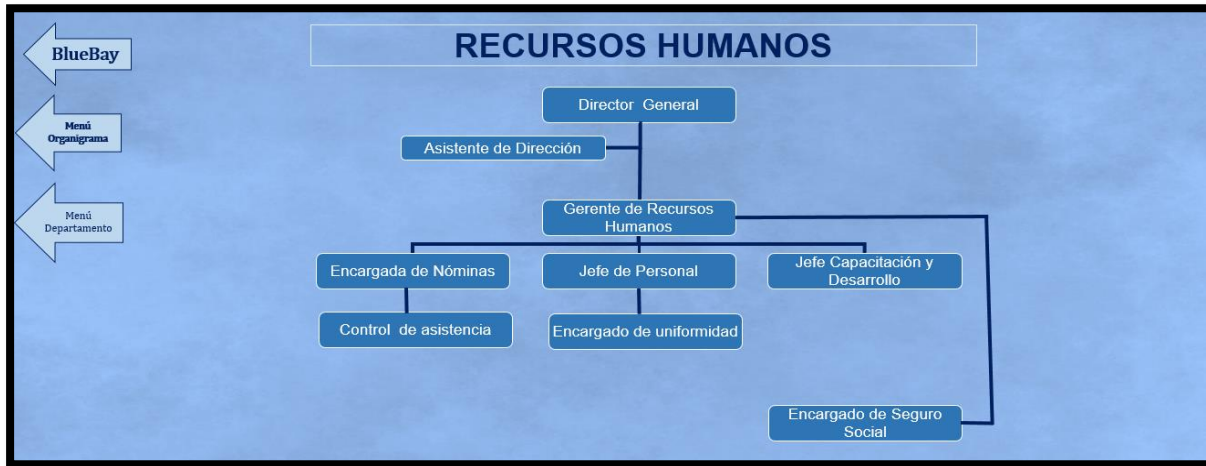 BlueBay
RECURSOS HUMANOS
Menú
Organigrama
Menú
Departamento
Director General
Asistente de Dirección
Gerente de Recursos
Humanos
Encargada de Nóminas
Jefe de Personal
Jefe Capacitación y
Desarrollo
Control de asistencia
Encargado de uniformidad
Encargado de Seguro
Social